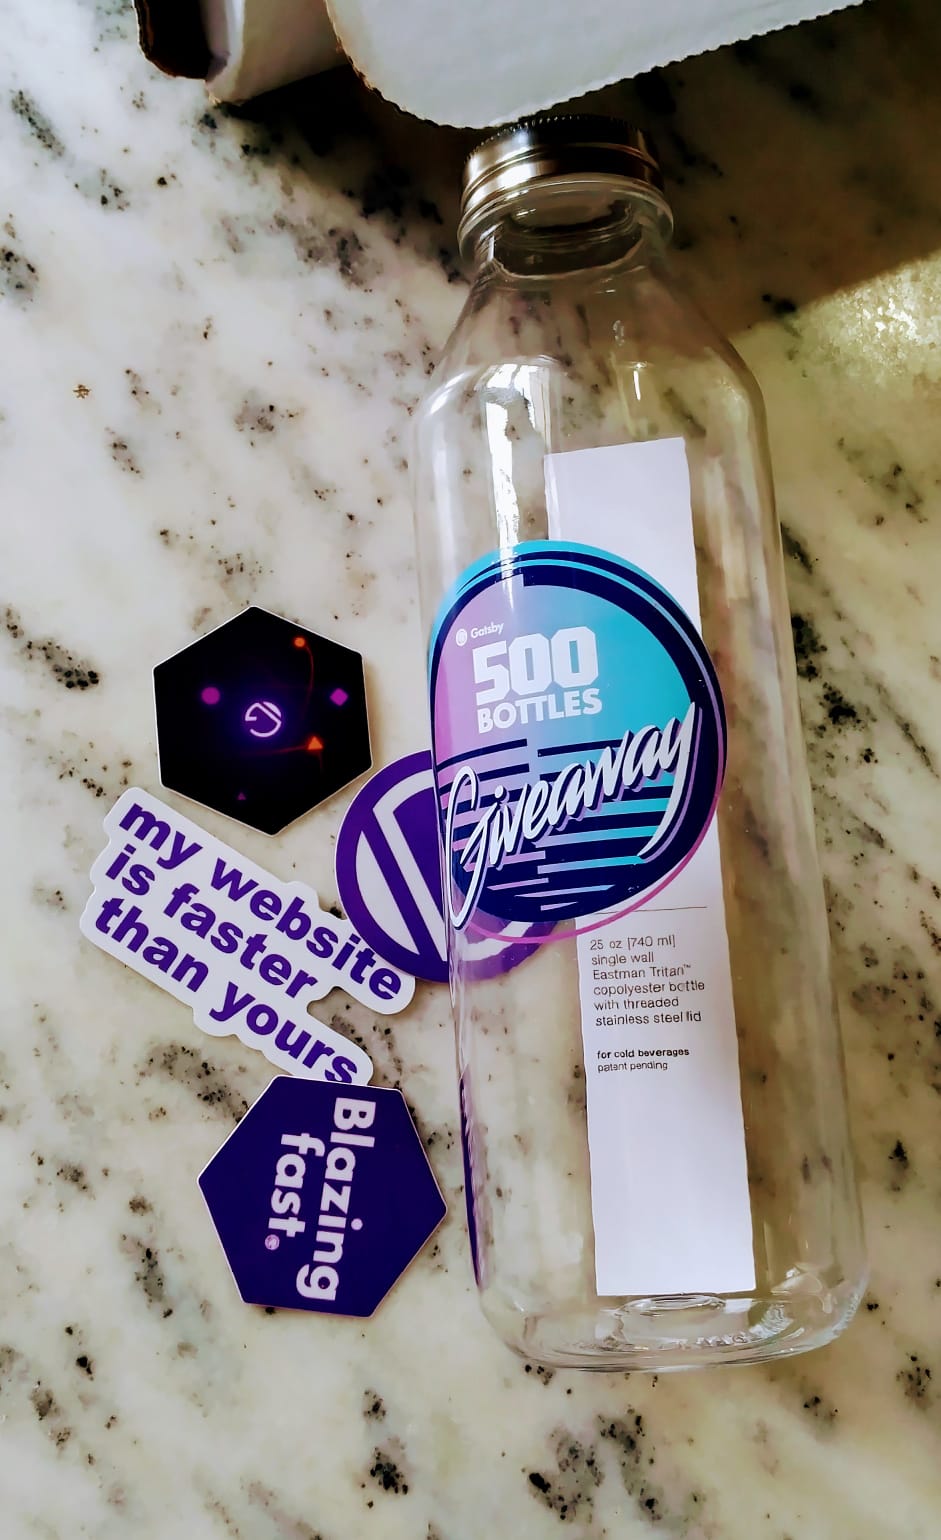 Gatsby
500
BOTTLES
Giveaway
25 oz [740 ml]
single wall
Eastman Tritan™
copolyester bottle
with threaded
stainless steel lid
for cold beverages
patent pending
my website
is faster
than yours
Blazing
fast.